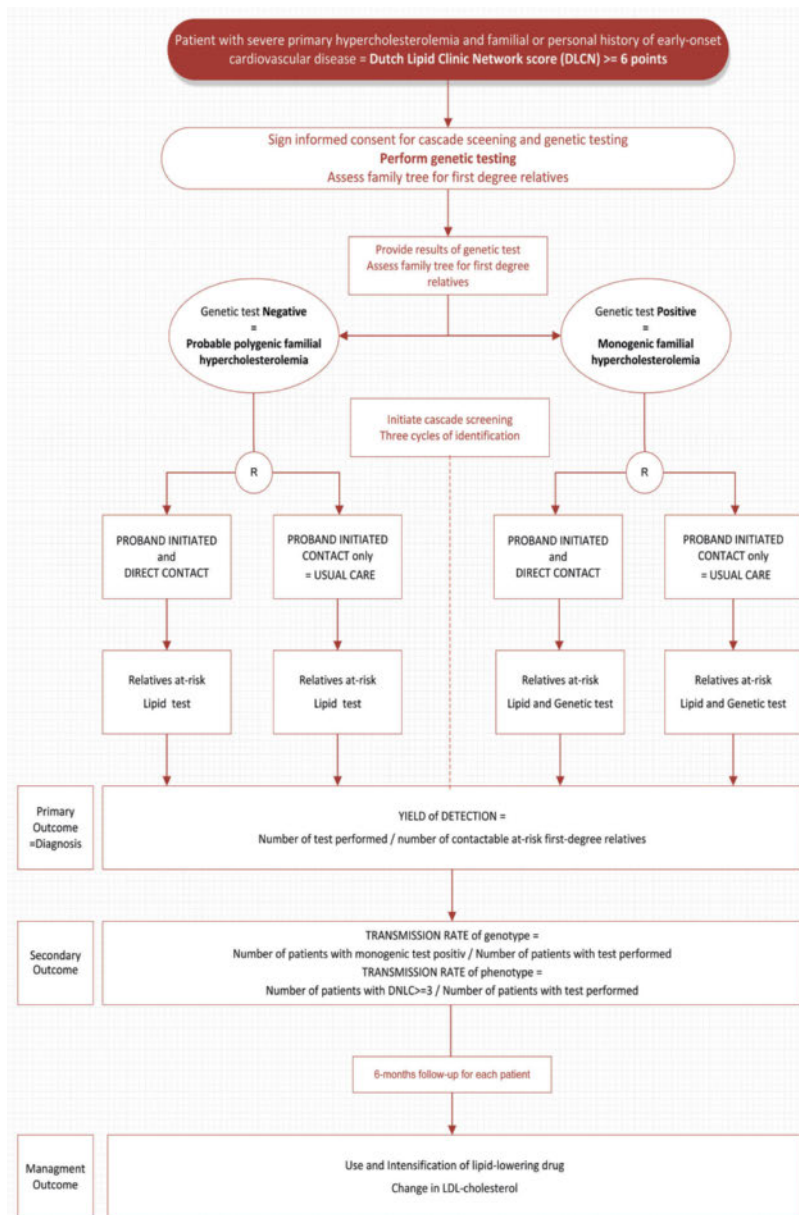 Patient with severe primary hypercholesterolemia and familial or personal history of early-onset
cardiovascular disease = Dutch Lipid Clinic Network score (DLCN) >= 6 points
Sign informed consent for cascade sceening and genetic testing
Perform genetic testing
Assess family tree for first degree relatives
Provide results of genetic test
Assess family tree for first degree
relatives
Genetic test Negative
=
Probable polygenic familial
hypercholesterolemia
Genetic test Positive
=
Monogenic familial
hypercholesterolemia
Initiate cascade screening
Three cycles of identification
R
R
PROBAND INITIATED
and
DIRECT CONTACT
PROBAND INITIATED
CONTACT only
= USUAL CARE
PROBAND INITIATED
and
DIRECT CONTACT
PROBAND INITIATED
CONTACT only
= USUAL CARE
Relatives at-risk
Lipid test
Relatives at-risk
Lipid test
Relatives at-risk
Lipid and Genetic test
Relatives at-risk
Lipid and Genetic test
Primary
Outcome
=Diagnosis
YIELD of DETECTION =
Number of test performed / number of contactable at-risk first-degree relatives
Secondary
Outcome
TRANSMISSION RATE of genotype =
Number of patients with monogenic test positiv / Number of patients with test performed
TRANSMISSION RATE of phenotype =
Number of patients with DNLC>=3 / Number of patients with test performed
6-months follow-up for each patient
Managment
Outcome
Use and Intensification of lipid-lowering drug
Change in LDL-cholesterol